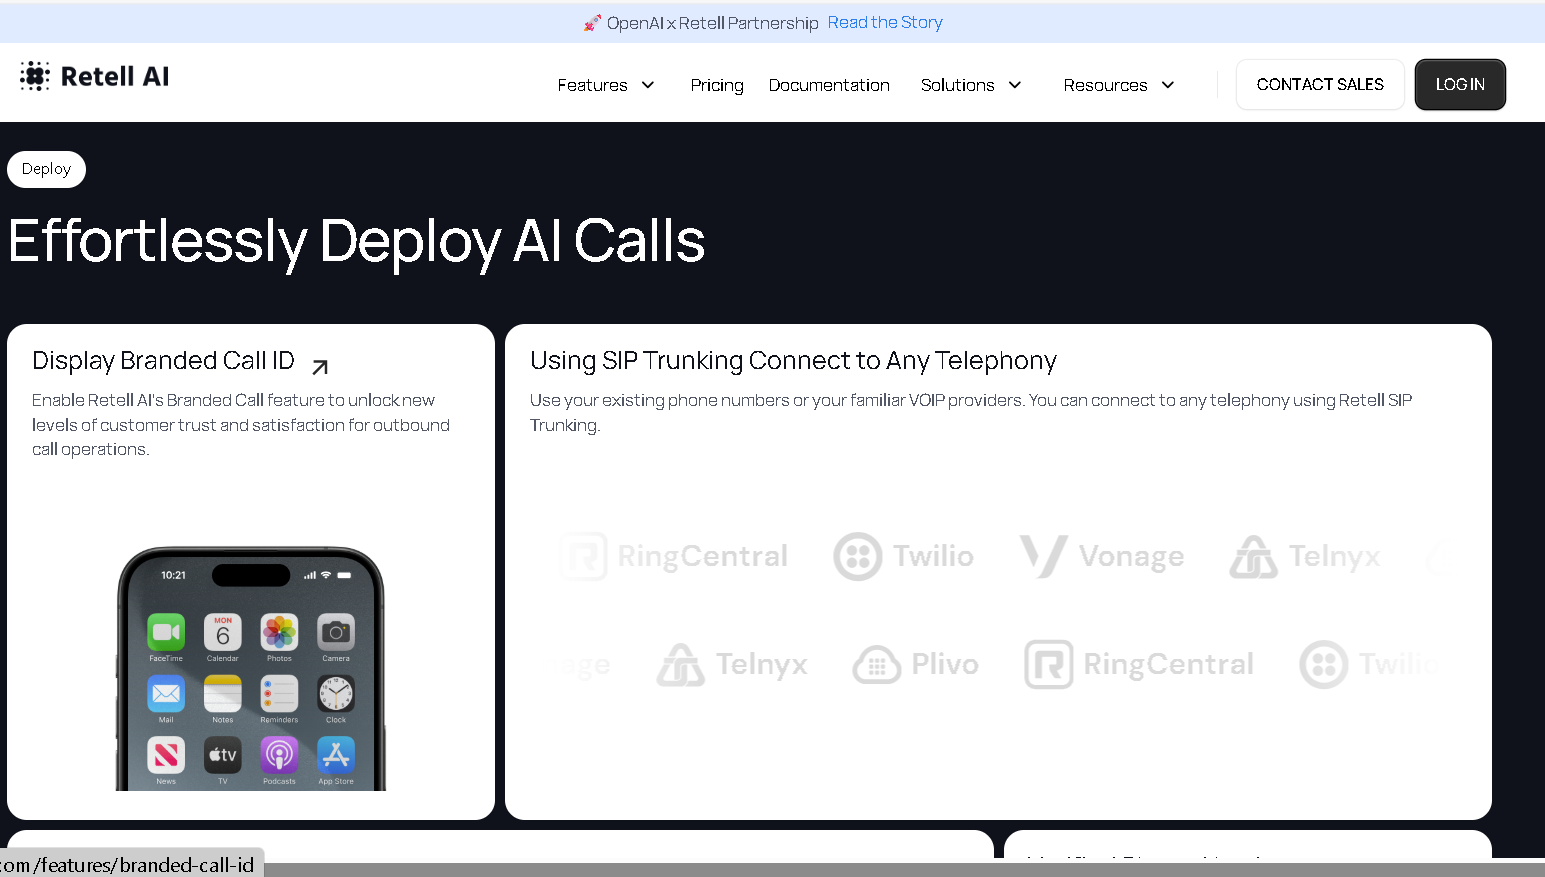 OpenAI x Retell Partnership Read the Story
Retell AI
Features
Pricing
Documentation
Solutions
Resources
CONTACT SALES
LOG IN
Deploy
Effortlessly Deploy AI Calls
Display Branded Call ID
Enable Retell AI's Branded Call feature to unlock new
levels of customer trust and satisfaction for outbound
call operations.
10:21
MON
6
FaceTime
Calendar
Photos
Camera
Mail
Notes
Reminders
Clock
tv
News
TV
Podcasts
App Store
Using SIP Trunking Connect to Any Telephony
Use your existing phone numbers or your familiar VOIP providers. You can connect to any telephony using Retell SIP
Trunking.
RingCentral
Twilio
Vonage
Telnyx
nage
Telnyx
Plivo
RingCentral
Twilio
com/features/branded-call-id